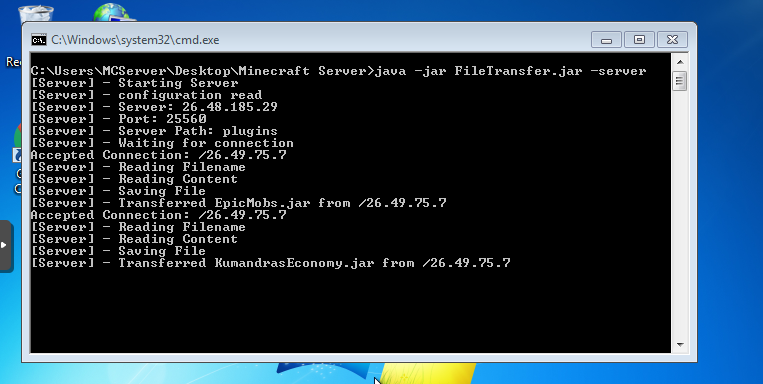 C:\Windows\system32\cmd.exe
C:\Users\MCServer\Desktop\Minecraft Server>java -jar FileTransfer.jar -server
[Server] - Starting Server
[Server] - configuration read
[Server] - Server: 26.48.185.29
[Server] - Port: 25560
[Server] - Server Path: plugins
[Server] - Waiting for connection
Accepted Connection: /26.49.75.7
[Server] - Reading Filename
[Server] - Reading Content
[Server] - Saving File
[Server] - Transferred EpicMobs.jar from /26.49.75.7
Accepted Connection: /26.49.75.7
[Server] - Reading Filename
[Server] - Reading Content
[Server] - Saving File
[Server] - Transferred KumandrasEconomy.jar from /26.49.75.7